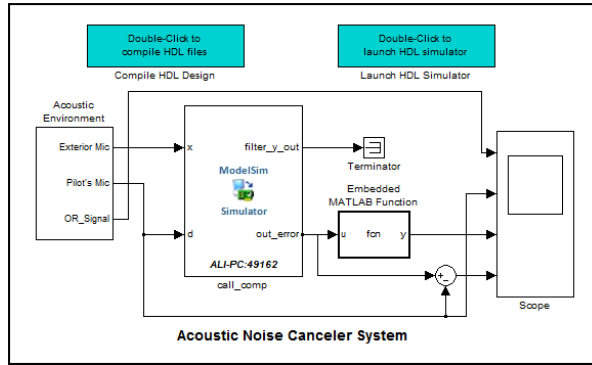 Double-Click to
compile HDL files
Compile HDL Design
Double-Click to
launch HDL simulator
Launch HDL Simulator
Acoustic
Environment
Exterior Mic
Pilot's Mic
OR_Signal
x
d
filter_y_out
ModelSim
Simulator
out_error
ALI-PC:49162
call_comp
Terminator
Embedded
MATLAB Function
u
fcn
y
+
−
Scope
Acoustic Noise Canceler System